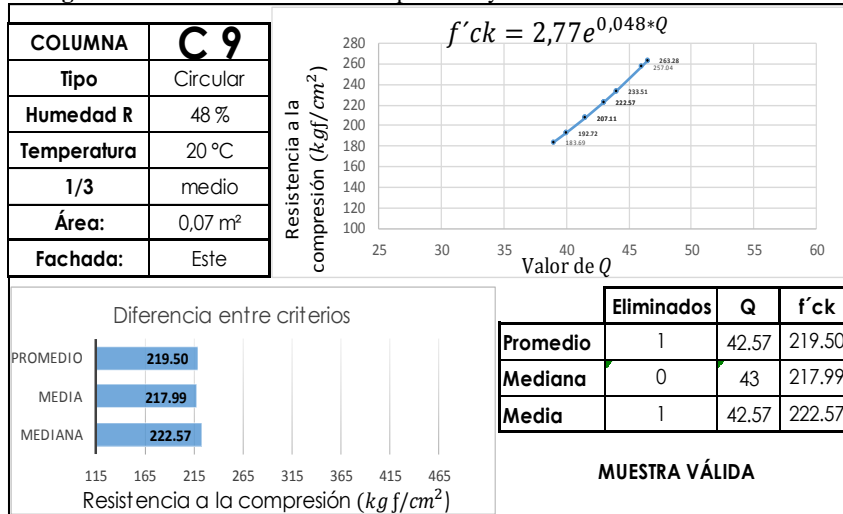 COLUMNA C 9
Tipo Circular
Humedad R 48 %
Temperatura 20 °C
1/3 medio
Área: 0,07 m²
Fachada: Este
f´ck = 2,77e^{0,048*Q}
Resistencia a la
compresión (kgf/cm²)
280
260
240
220
200
180
160
140
120
100
263.28
257.04
233.51
222.57
207.11
192.72
183.69
25 30 35 40 45 50 55 60
Valor de Q
Diferencia entre criterios
PROMEDIO 219.50
MEDIA 217.99
MEDIANA 222.57
115 165 215 265 315 365 415 465
Resistencia a la compresión (kg f/cm²)
Eliminados Q f´ck
Promedio 1 42.57 219.50
Mediana 0 43 217.99
Media 1 42.57 222.57
MUESTRA VÁLIDA